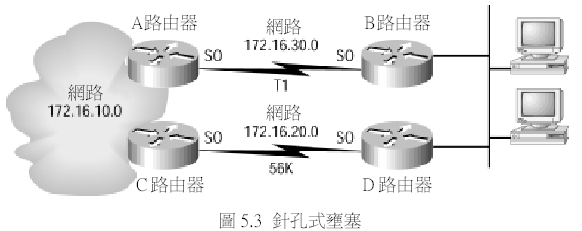 A路由器
網路
B路由器
172.16.30.0
S0
S0
網路
172.16.10.0
T1
網路
172.16.20.0
S0
S0
56K
C路由器
D路由器
圖 5.3 針孔式壅塞